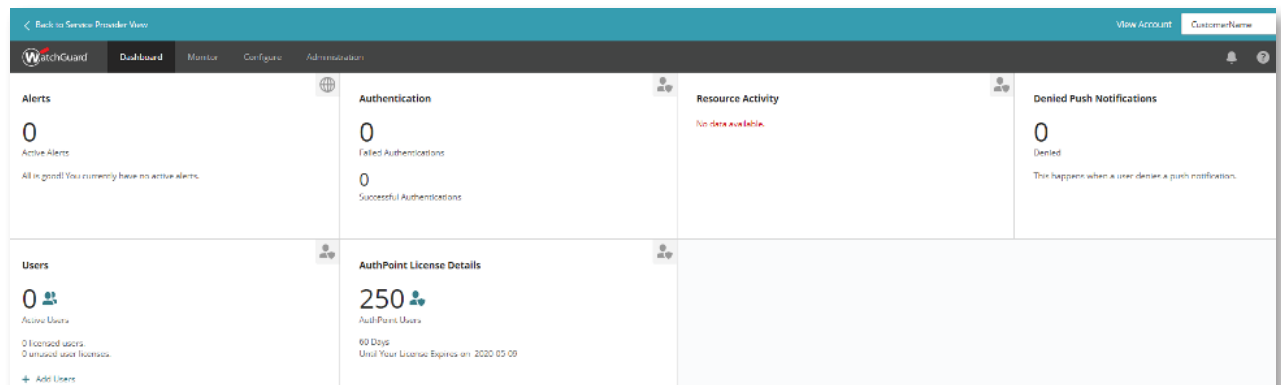 Back to Service Provider View
View Account
CustomerName
WatchGuard
Dashboard
Monitor
Configure
Administration
Alerts
0
Active Alerts
All is good! You currently have no active alerts.
Authentication
0
Failed Authentications
0
Successful Authentications
Resource Activity
No data available.
Denied Push Notifications
0
Denied
This happens when a user denies a push notification.
Users
0
Active Users
0 licensed users.
0 unused user licenses.
+ Add Users
AuthPoint License Details
250
AuthPoint Users
60 Days
Until Your License Expires on 2020-05-09